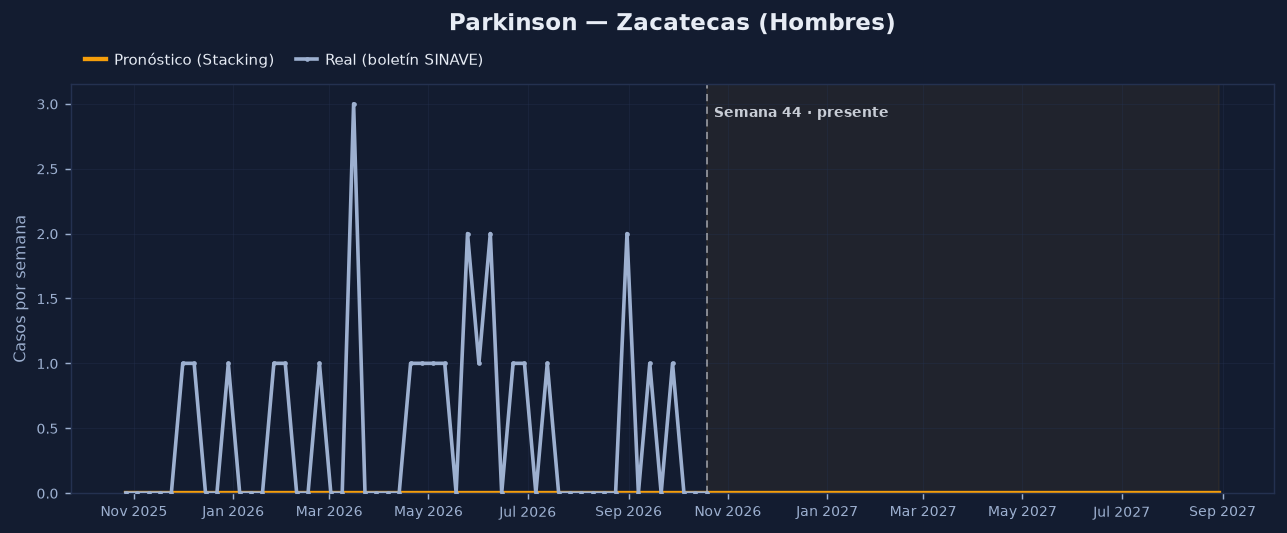 Parkinson — Zacatecas (Hombres)
Pronóstico (Stacking)
Real (boletín SINAVE)
Semana 44 · presente
Casos por semana
3.0
2.5
2.0
1.5
1.0
0.5
0.0
Nov 2025
Jan 2026
Mar 2026
May 2026
Jul 2026
Sep 2026
Nov 2026
Jan 2027
Mar 2027
May 2027
Jul 2027
Sep 2027